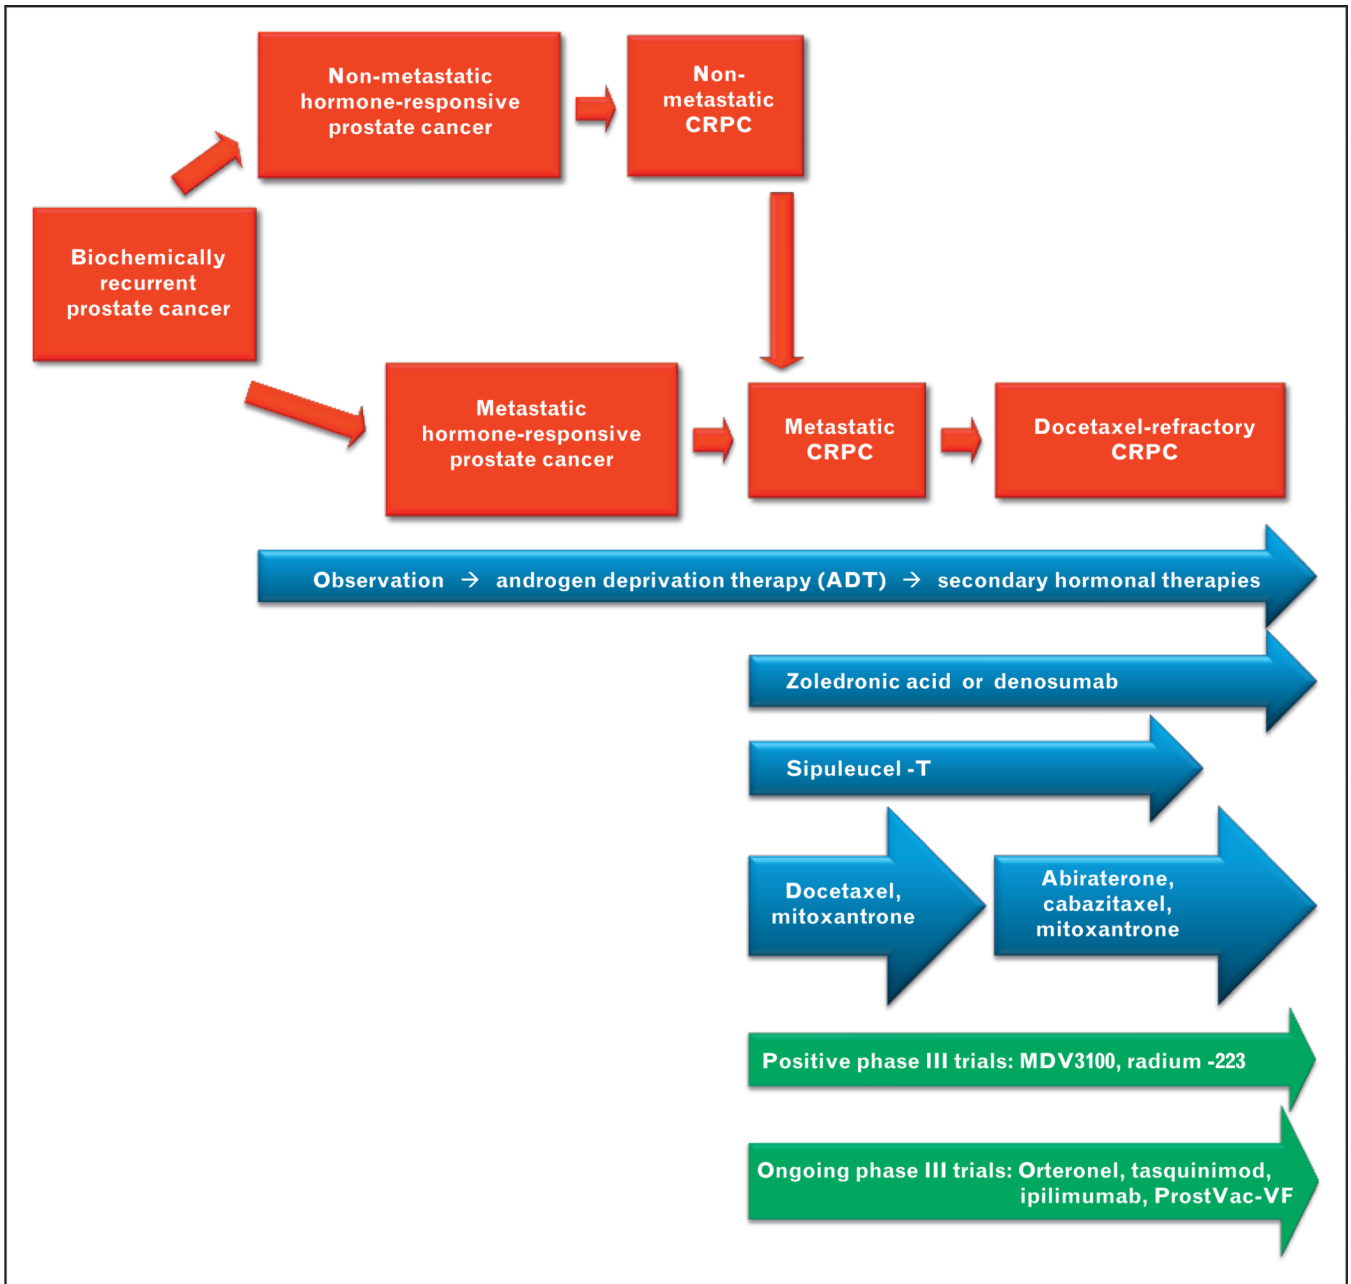 Non-metastatic
hormone-responsive
prostate cancer
Non-
metastatic
CRPC
Biochemically
recurrent
prostate cancer
Metastatic
hormone-responsive
prostate cancer
Metastatic
CRPC
Docetaxel-refractory
CRPC
Observation → androgen deprivation therapy (ADT) → secondary hormonal therapies
Zoledronic acid or denosumab
Sipuleucel -T
Docetaxel,
mitoxantrone
Abiraterone,
cabazitaxel,
mitoxantrone
Positive phase III trials: MDV3100, radium -223
Ongoing phase III trials: Orteronel, tasquinimod,
ipilimumab, ProstVac-VF